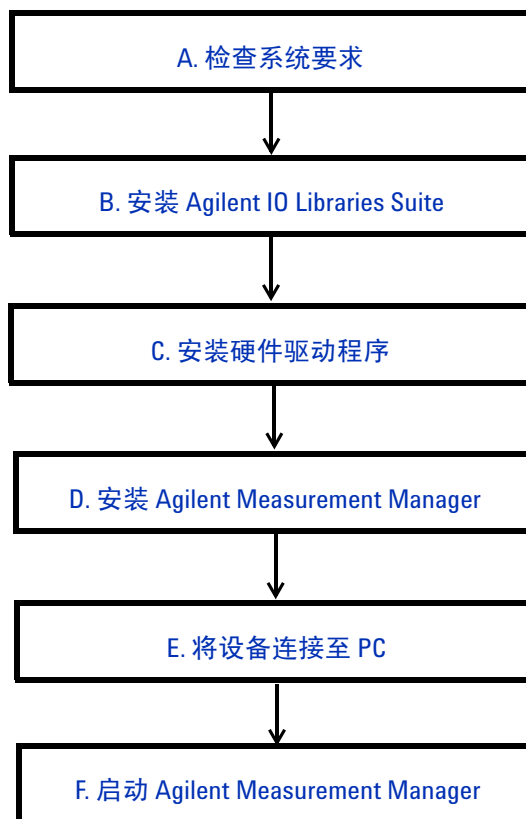 A. 检查系统要求
B. 安装 Agilent IO Libraries Suite
C. 安装硬件驱动程序
D. 安装 Agilent Measurement Manager
E. 将设备连接至 PC
F. 启动 Agilent Measurement Manager